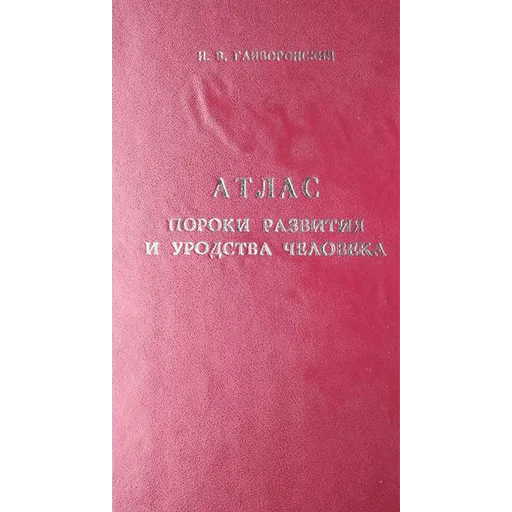 И. В. ГАЙВОРОНСКИЙ
АТЛАС
ПОРОКИ РАЗВИТИЯ
И УРОДСТВА ЧЕЛОВЕКА